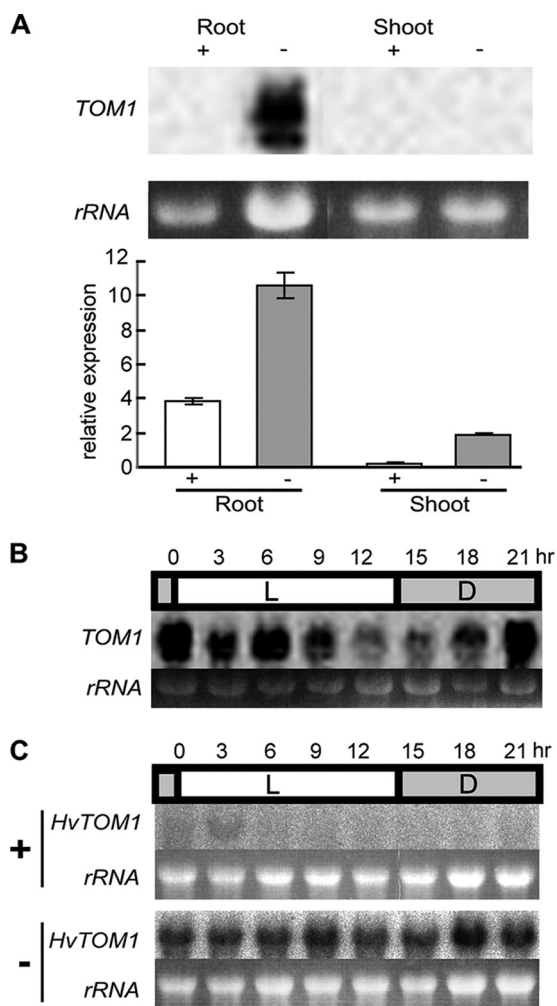 A
Root Shoot
+ - + -
TOM1
rRNA
relative expression
12
10
8
6
4
2
0
+ - + -
Root Shoot
B
0 3 6 9 12 15 18 21 hr
L D
TOM1
rRNA
C
0 3 6 9 12 15 18 21 hr
L D
+
HvTOM1
rRNA
-
HvTOM1
rRNA